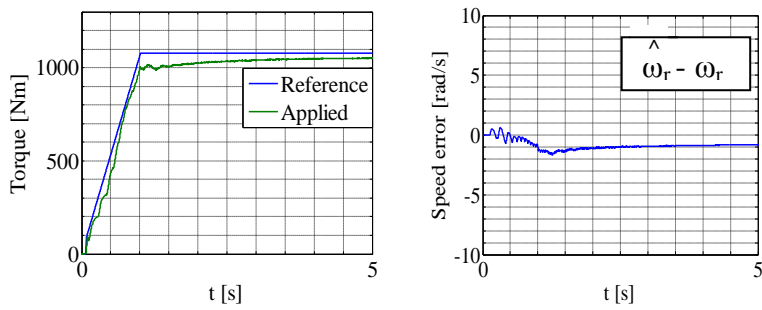 Torque [Nm]
1000
500
0
0
5
t [s]
Reference
Applied
Speed error [rad/s]
10
5
0
-5
-10
0
5
t [s]
ω̂r - ωr